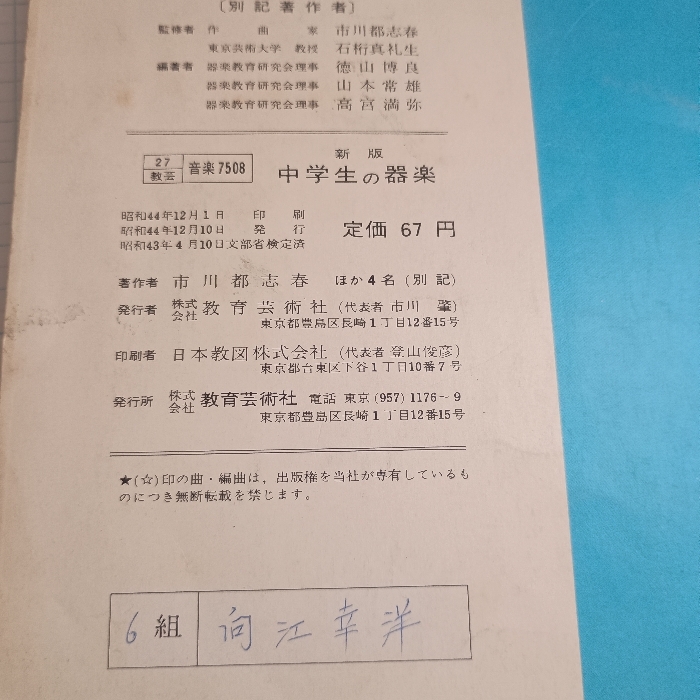 〔別記著作者〕
監修者 作曲家 市川都志春
東京芸術大学 教授 石桁真礼生
編著者 器楽教育研究会理事 徳山博良
器楽教育研究会理事 山本常雄
器楽教育研究会理事 高宮満弥
27 教芸 音楽7508
新版
中学生の器楽
昭和44年12月1日 印刷
昭和44年12月10日 発行
昭和43年4月10日文部省検定済
定価 67円
著作者 市川都志春 ほか4名(別記)
発行者 株式会社 教育芸術社 (代表者 市川 肇)
東京都豊島区長崎1丁目12番15号
印刷者 日本教図株式会社 (代表者 登山俊彦)
東京都台東区下谷1丁目10番7号
発行所 株式会社 教育芸術社 電話 東京(957)1176~9
東京都豊島区長崎1丁目12番15号
★(☆)印の曲・編曲は,出版権を当社が専有しているも
のにつき無断転載を禁じます。
6組 向江幸洋